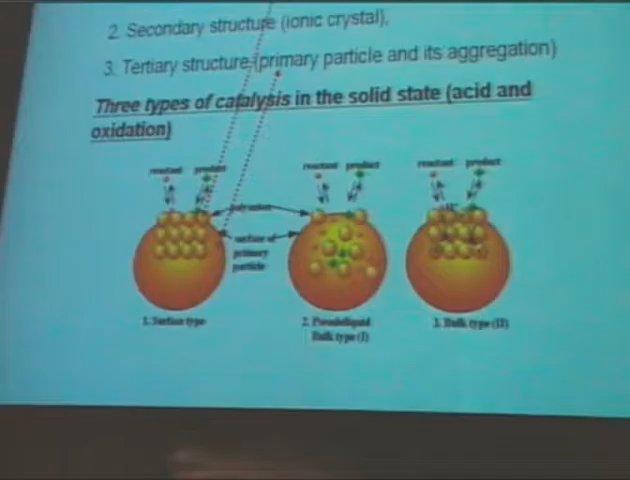 2. Secondary structure (ionic crystal),
3. Tertiary structure,(primary particle and its aggregation)
Three types of catalysis in the solid state (acid and
oxidation)
reactant product
reactant product
reactant product
polyanion
surface of
primary
particle
1. Surface type
2. Pseudoliquid
Bulk type (I)
3. Bulk type (II)